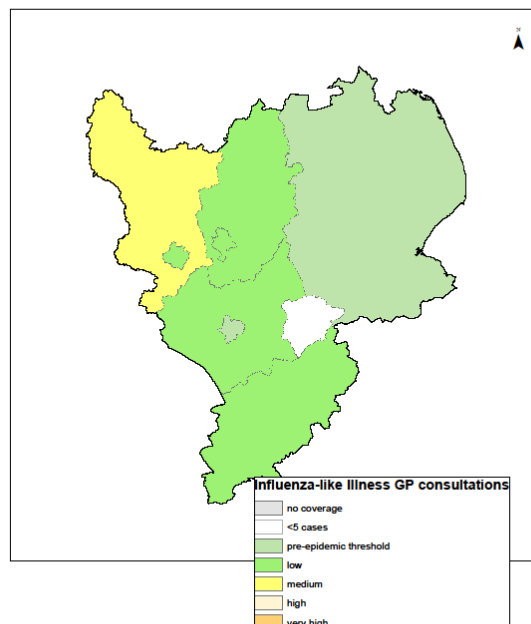 Influenza-like Illness GP consultations
no coverage
<5 cases
pre-epidemic threshold
low
medium
high
very high